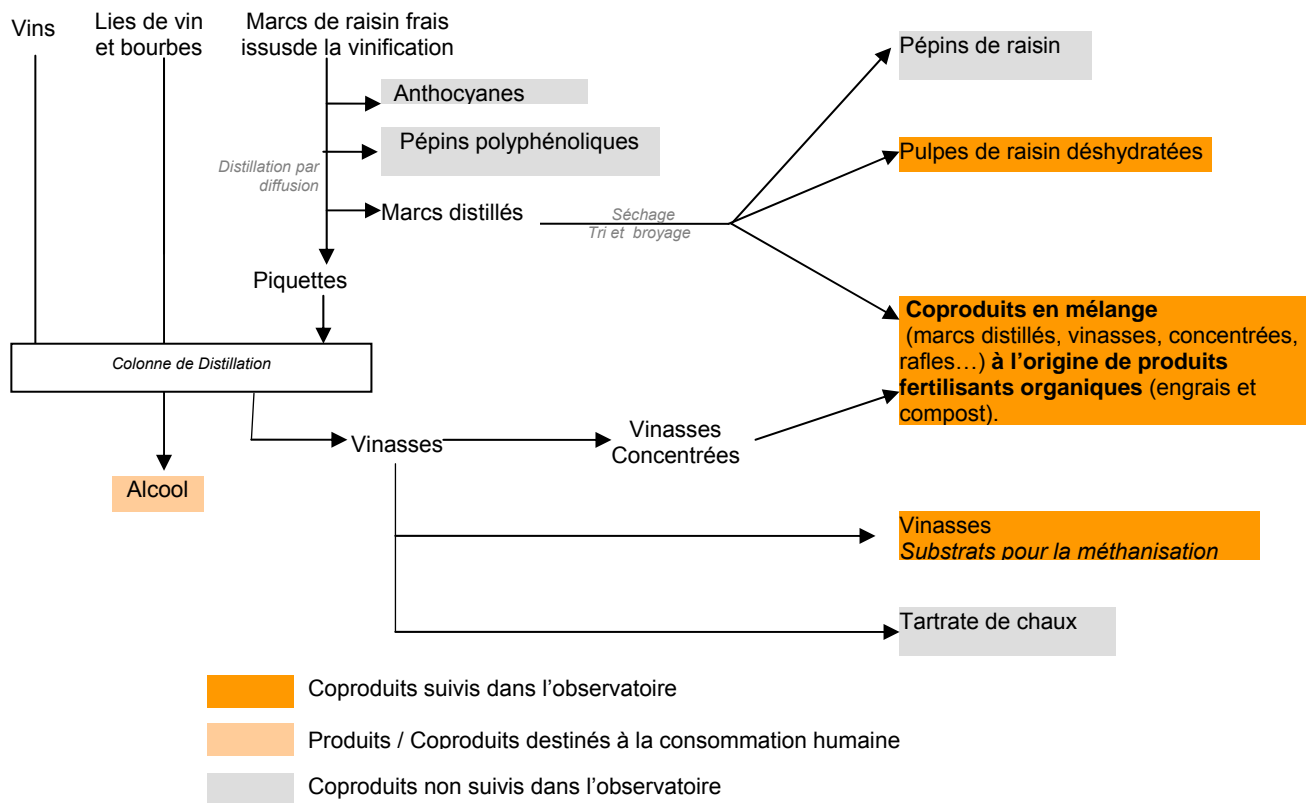 Vins
Lies de vin
et bourbes
Marcs de raisin frais
issusde la vinification
Anthocyanes
Pépins polyphénoliques
Distillation par
diffusion
Marcs distillés
Séchage
Tri et broyage
Piquettes
Pépins de raisin
Pulpes de raisin déshydratées
Coproduits en mélange
(marcs distillés, vinasses, concentrées,
rafles…) à l’origine de produits
fertilisants organiques (engrais et
compost).
Colonne de Distillation
Vinasses
Vinasses
Concentrées
Alcool
Vinasses
Substrats pour la méthanisation
Tartrate de chaux
Coproduits suivis dans l’observatoire
Produits / Coproduits destinés à la consommation humaine
Coproduits non suivis dans l’observatoire